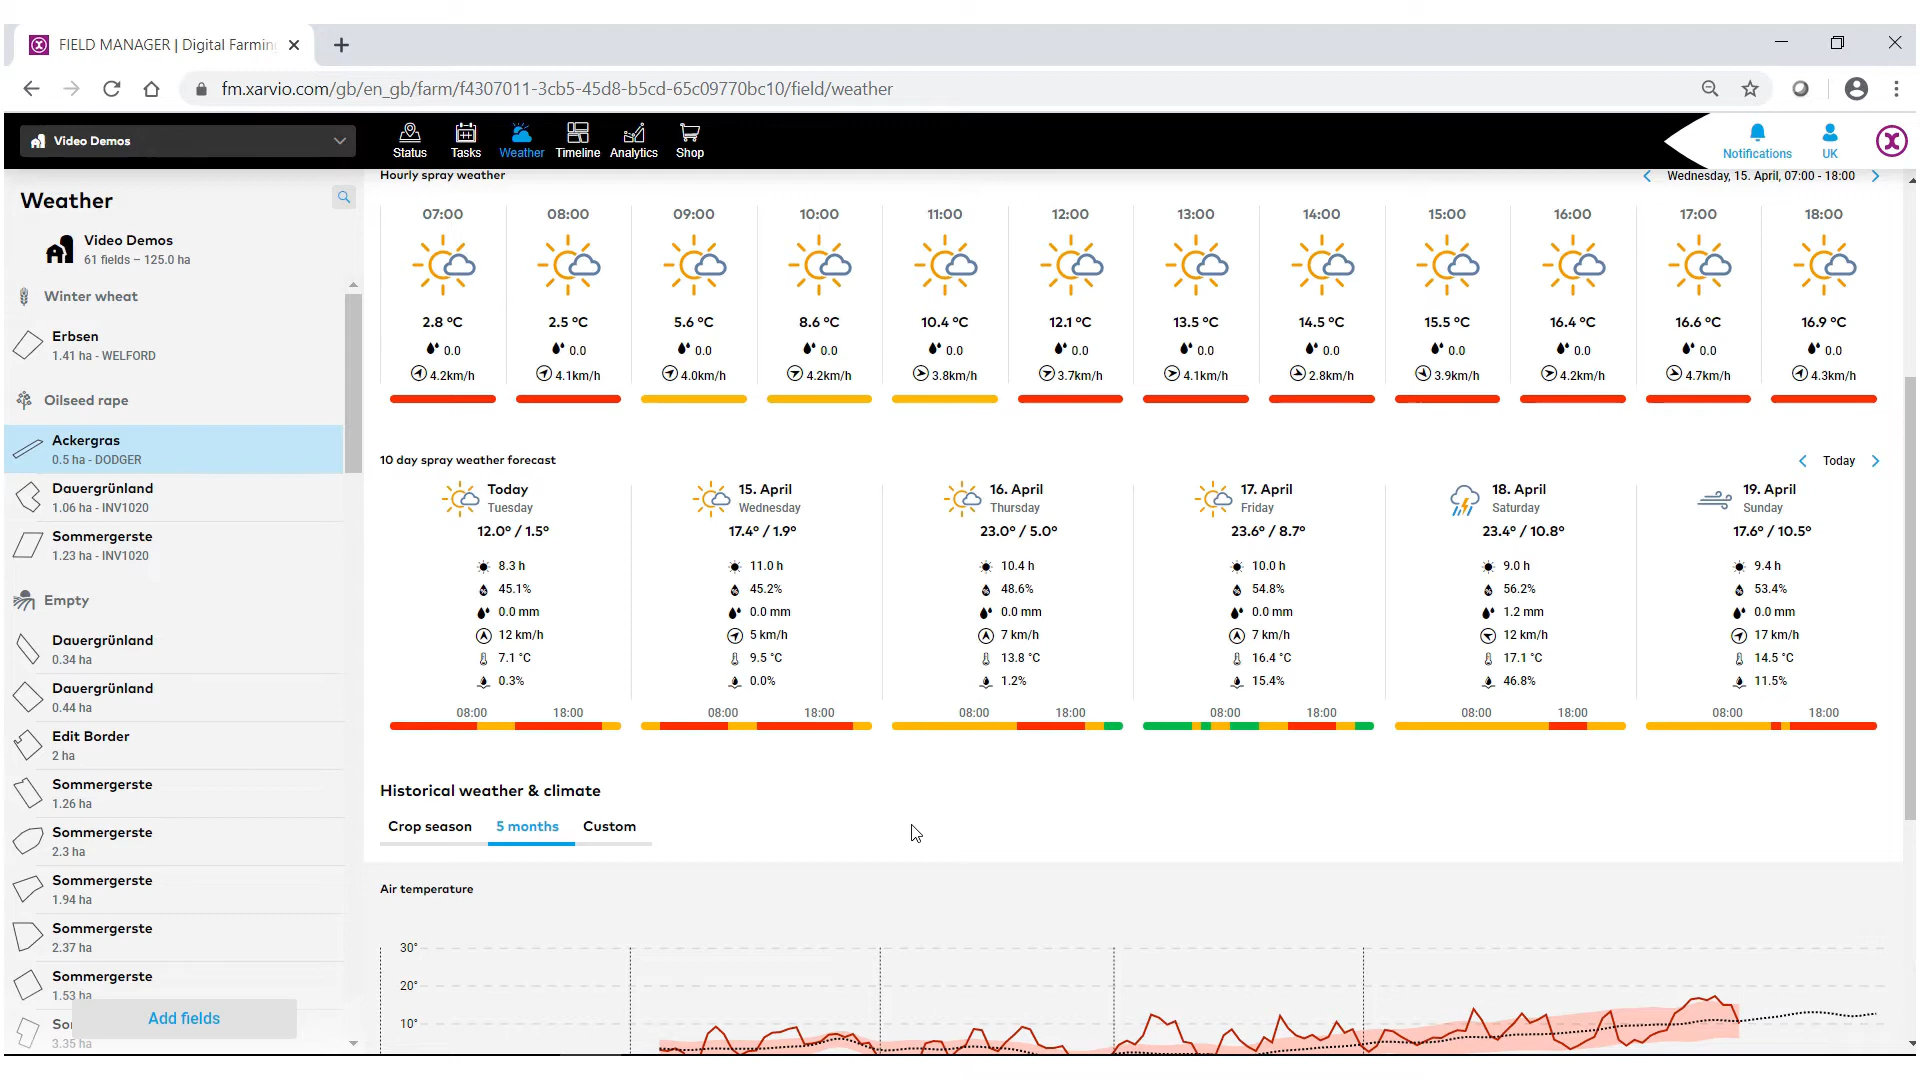 FIELD MANAGER | Digital Farming
fm.xarvio.com/gb/en_gb/farm/f4307011-3cb5-45d8-b5cd-65c09770bc10/field/weather
Video Demos
Status
Tasks
Weather
Timeline
Analytics
Shop
Notifications
UK
Weather
Video Demos
61 fields – 125.0 ha
Winter wheat
Erbsen
1.41 ha - WELFORD
Oilseed rape
Ackergras
0.5 ha - DODGER
Dauergrünland
1.06 ha - INV1020
Sommergerste
1.23 ha - INV1020
Empty
Dauergrünland
0.34 ha
Dauergrünland
0.44 ha
Edit Border
2 ha
Sommergerste
1.26 ha
Sommergerste
2.3 ha
Sommergerste
1.94 ha
Sommergerste
2.37 ha
Sommergerste
1.53 ha
3.35 ha
Add fields
Hourly spray weather
Wednesday, 15. April, 07:00 - 18:00
07:00 08:00 09:00 10:00 11:00 12:00 13:00 14:00 15:00 16:00 17:00 18:00
2.8 °C 2.5 °C 5.6 °C 8.6 °C 10.4 °C 12.1 °C 13.5 °C 14.5 °C 15.5 °C 16.4 °C 16.6 °C 16.9 °C
0.0 0.0 0.0 0.0 0.0 0.0 0.0 0.0 0.0 0.0 0.0 0.0
4.2km/h 4.1km/h 4.0km/h 4.2km/h 3.8km/h 3.7km/h 4.1km/h 2.8km/h 3.9km/h 4.2km/h 4.7km/h 4.3km/h
10 day spray weather forecast
Today
Today 15. April 16. April 17. April 18. April 19. April
Tuesday Wednesday Thursday Friday Saturday Sunday
12.0° / 1.5° 17.4° / 1.9° 23.0° / 5.0° 23.6° / 8.7° 23.4° / 10.8° 17.6° / 10.5°
8.3 h 11.0 h 10.4 h 10.0 h 9.0 h 9.4 h
45.1% 45.2% 48.6% 54.8% 56.2% 53.4%
0.0 mm 0.0 mm 0.0 mm 0.0 mm 1.2 mm 0.0 mm
12 km/h 5 km/h 7 km/h 7 km/h 12 km/h 17 km/h
7.1 °C 9.5 °C 13.8 °C 16.4 °C 17.1 °C 14.5 °C
0.3% 0.0% 1.2% 15.4% 46.8% 11.5%
08:00 18:00 08:00 18:00 08:00 18:00 08:00 18:00 08:00 18:00 08:00 18:00
Historical weather & climate
Crop season 5 months Custom
Air temperature
30°
20°
10°